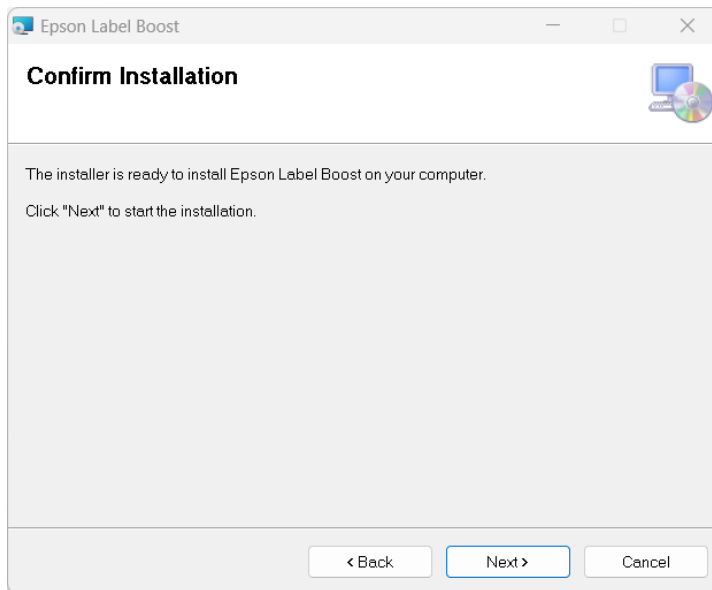 Epson Label Boost
Confirm Installation
The installer is ready to install Epson Label Boost on your computer.
Click "Next" to start the installation.
< Back
Next >
Cancel